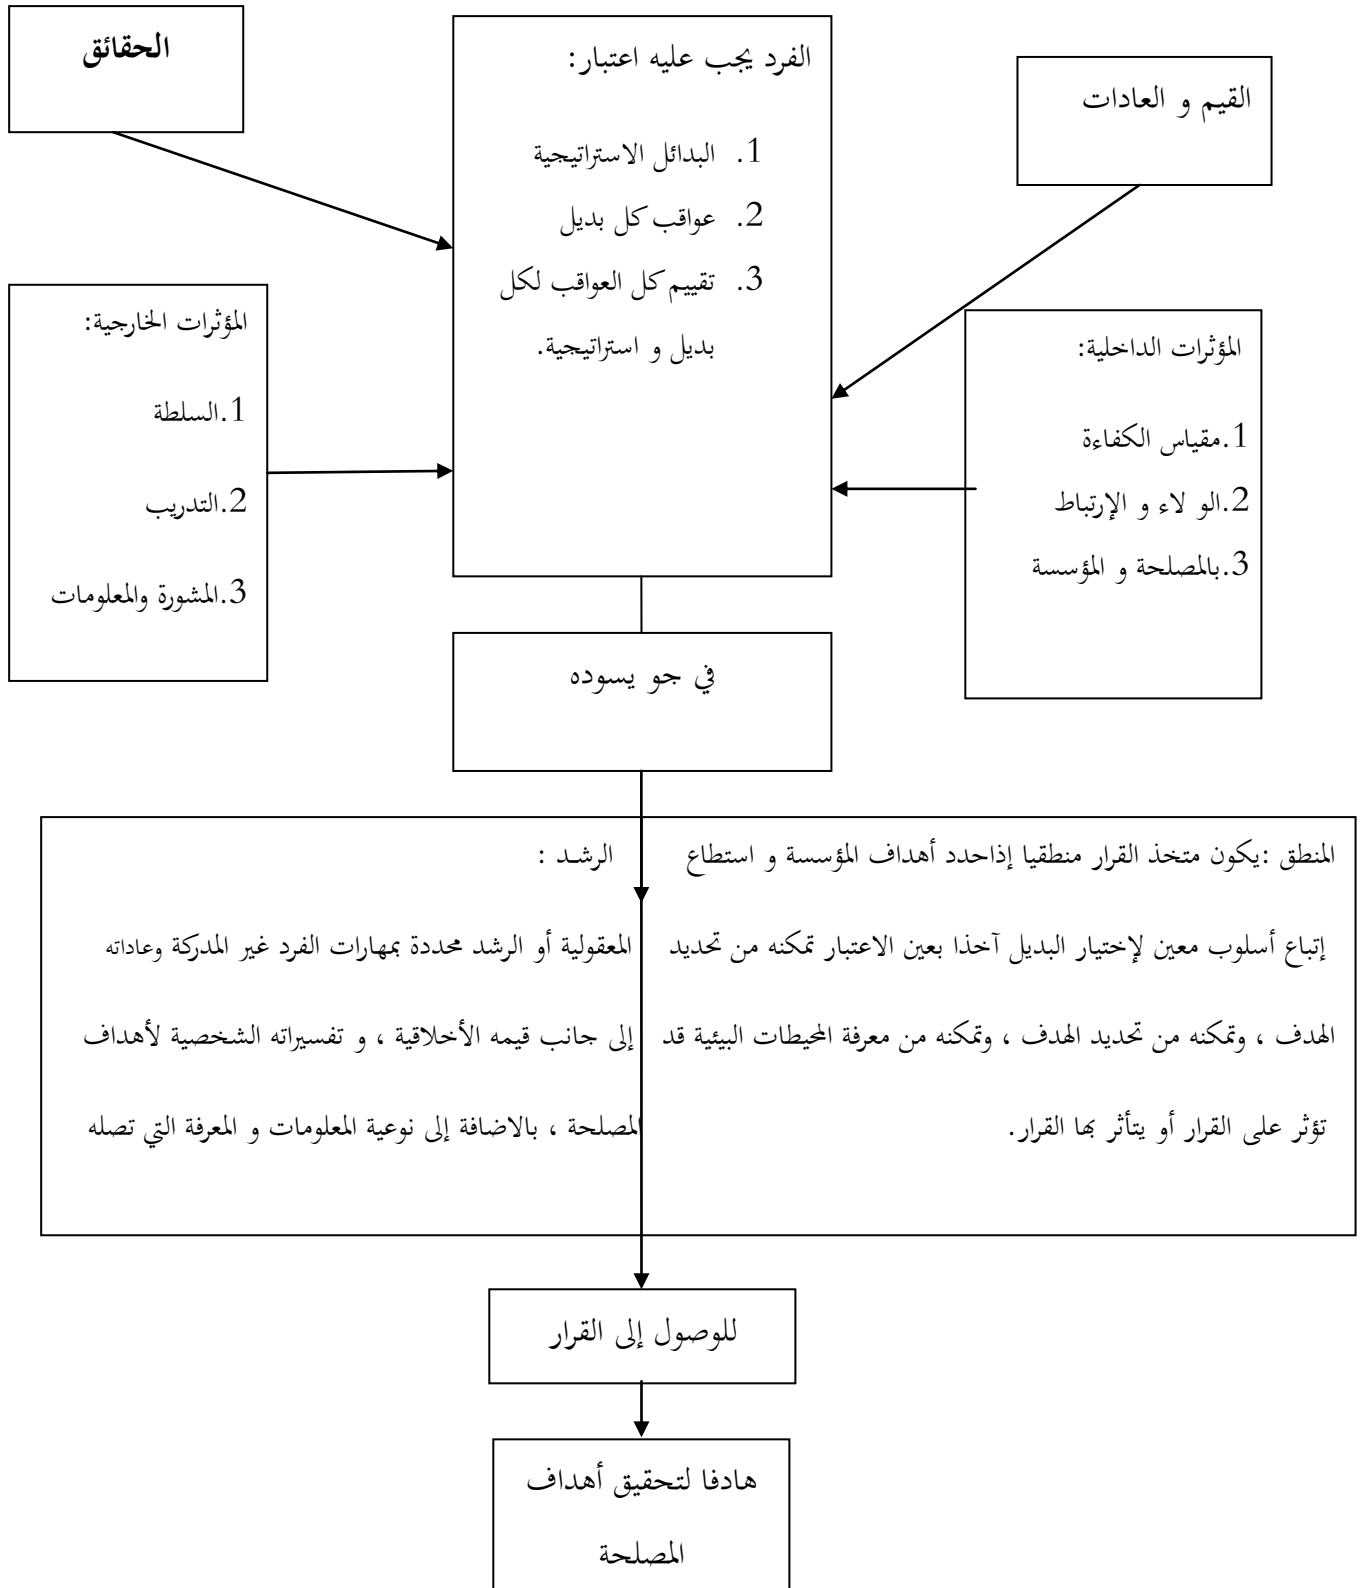 الحقائق
الفرد يجب عليه اعتبار:
1. البدائل الاستراتيجية
2. عواقب كل بديل
3. تقييم كل العواقب لكل
بديل و استراتيجية.
القيم و العادات
المؤثرات الخارجية:
1.السلطة
2.التدريب
3.المشورة والمعلومات
المؤثرات الداخلية:
1.مقياس الكفاءة
2.الو لاء و الإرتباط
3.بالمصلحة و المؤسسة
في جو يسوده
المنطق :يكون متخذ القرار منطقيا إذاحدد أهداف المؤسسة و استطاع
إتباع أسلوب معين لإختيار البديل آخذا بعين الاعتبار تمكنه من تحديد
الهدف ، وتمكنه من تحديد الهدف ، وتمكنه من معرفة المحيطات البيئية قد
تؤثر على القرار أو يتأثر بها القرار.
الرشد :
المعقولية أو الرشد محددة بمهارات الفرد غير المدركة وعاداته
إلى جانب قيمه الأخلاقية ، و تفسيراته الشخصية لأهداف
المصلحة ، بالاضافة إلى نوعية المعلومات و المعرفة التي تصله
للوصول إلى القرار
هادفا لتحقيق أهداف
المصلحة